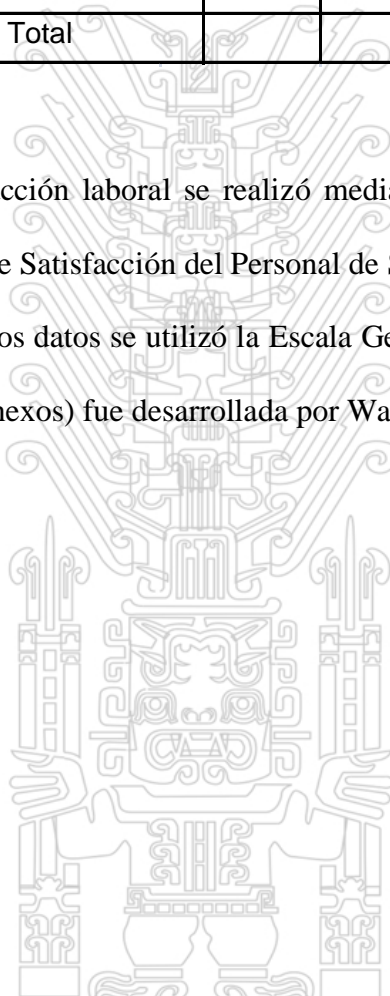 Total
cción laboral se realizó media
e Satisfacción del Personal de S
os datos se utilizó la Escala Ge
nexos) fue desarrollada por Wa